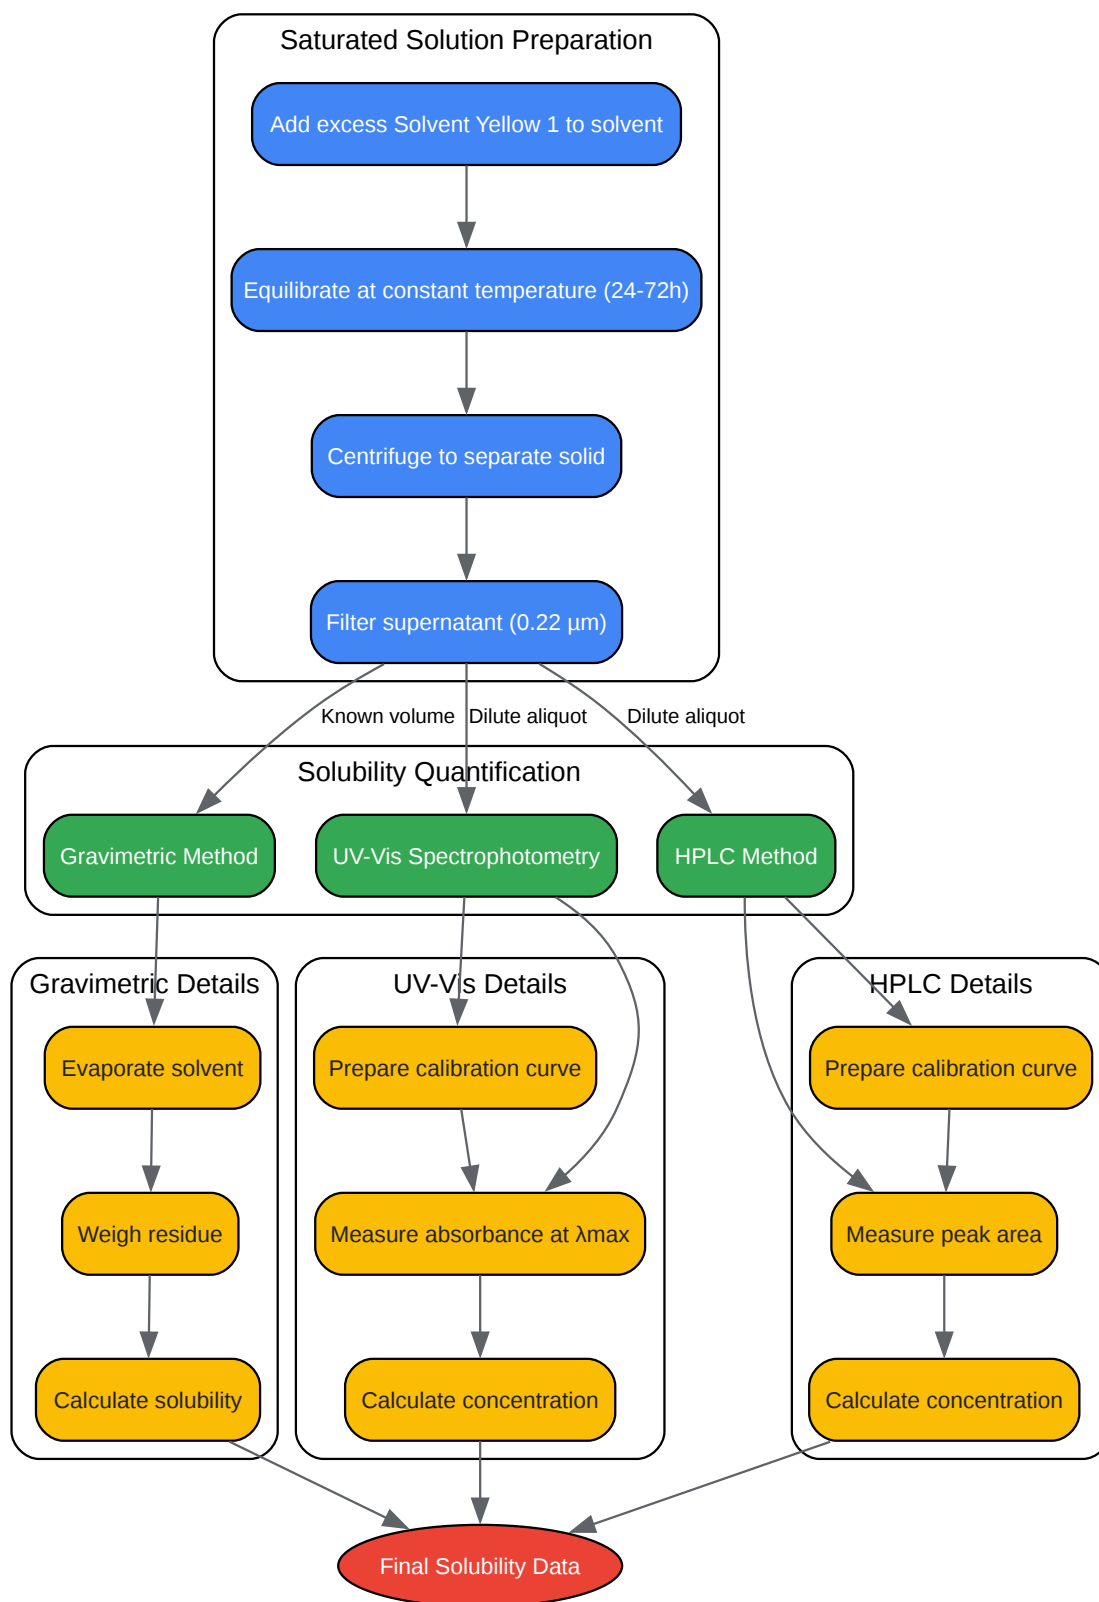 Saturated Solution Preparation
Add excess Solvent Yellow 1 to solvent
Equilibrate at constant temperature (24-72h)
Centrifuge to separate solid
Filter supernatant (0.22 µm)
Known volume
Dilute aliquot
Dilute aliquot
Solubility Quantification
Gravimetric Method
UV-Vis Spectrophotometry
HPLC Method
Gravimetric Details
UV-Vis Details
HPLC Details
Evaporate solvent
Prepare calibration curve
Prepare calibration curve
Weigh residue
Measure absorbance at λmax
Measure peak area
Calculate solubility
Calculate concentration
Calculate concentration
Final Solubility Data